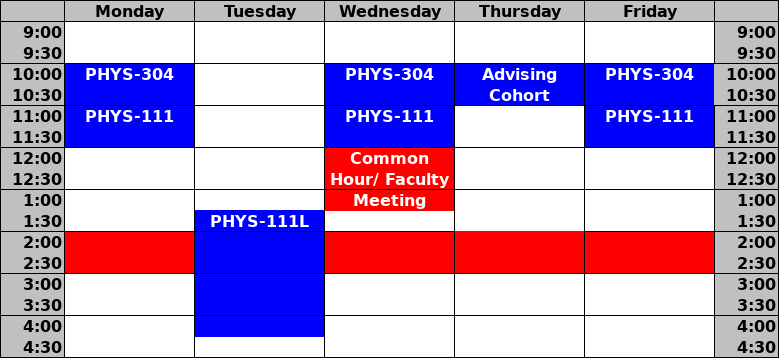 Monday Tuesday Wednesday Thursday Friday
9:00 9:00
9:30 9:30
10:00 PHYS-304 PHYS-304 Advising PHYS-304 10:00
10:30 Cohort 10:30
11:00 PHYS-111 PHYS-111 PHYS-111 11:00
11:30 11:30
12:00 Common 12:00
12:30 Hour/ Faculty 12:30
1:00 Meeting 1:00
1:30 PHYS-111L 1:30
2:00 2:00
2:30 2:30
3:00 3:00
3:30 3:30
4:00 4:00
4:30 4:30